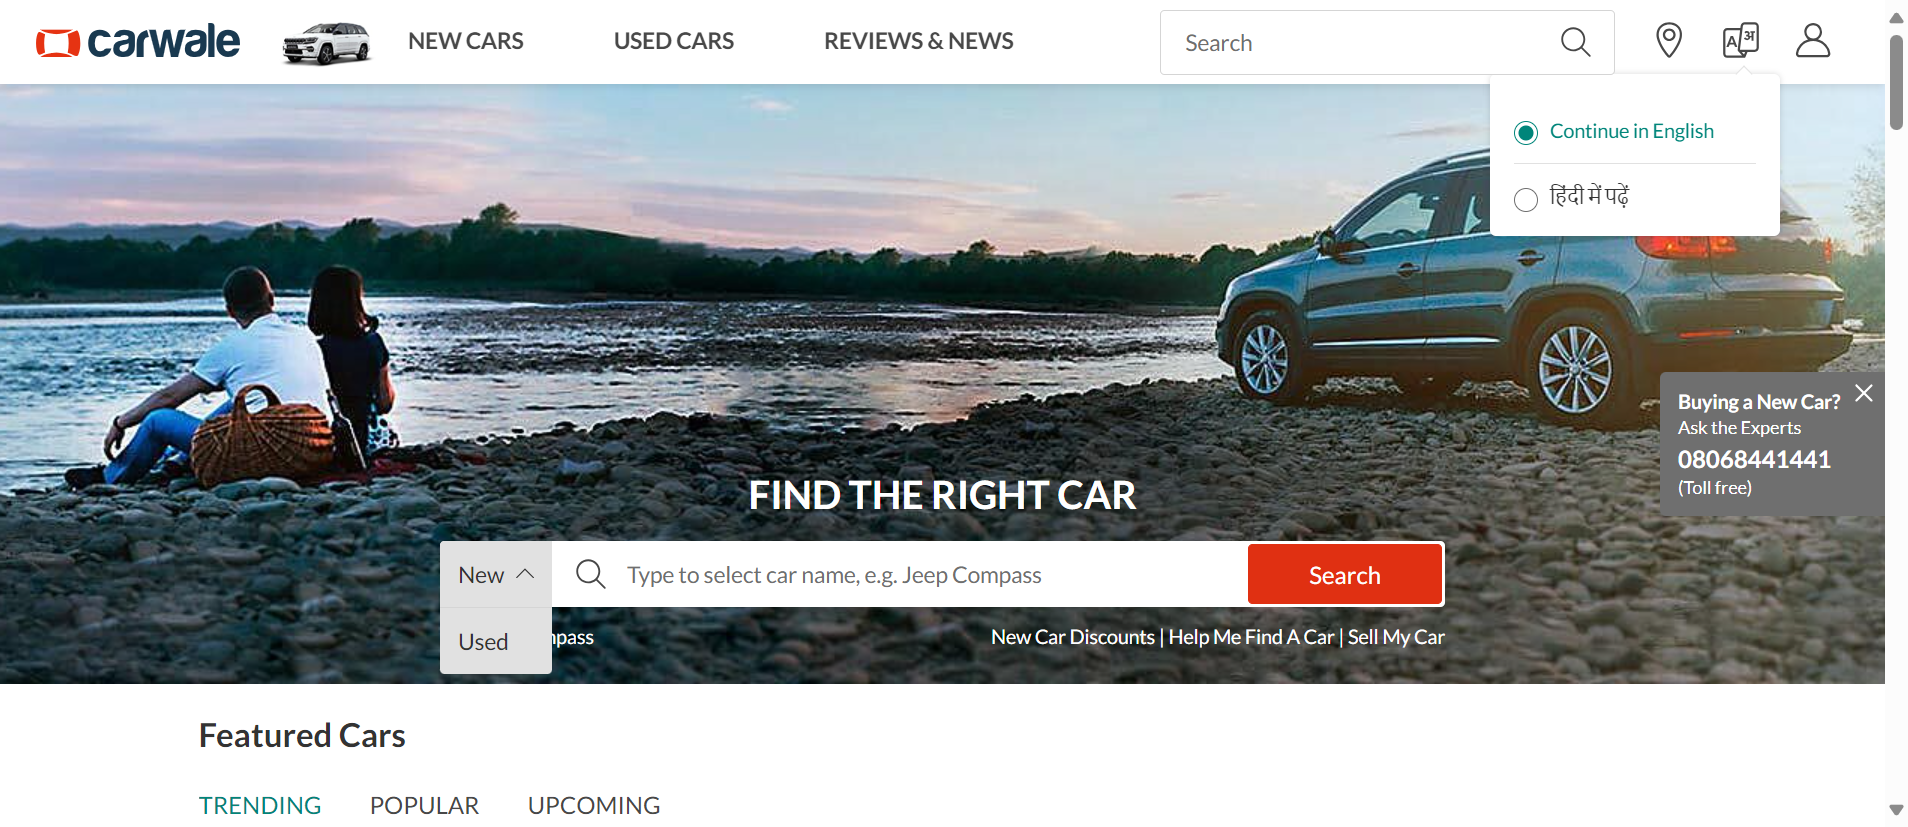 carwale
NEW CARS
USED CARS
REVIEWS & NEWS
Search
A अ
Continue in English
हिंदी में पढ़ें
Buying a New Car?
Ask the Experts
08068441441
(Toll free)
FIND THE RIGHT CAR
New
Type to select car name, e.g. Jeep Compass
Search
Used
mpass
New Car Discounts | Help Me Find A Car | Sell My Car
Featured Cars
TRENDING
POPULAR
UPCOMING